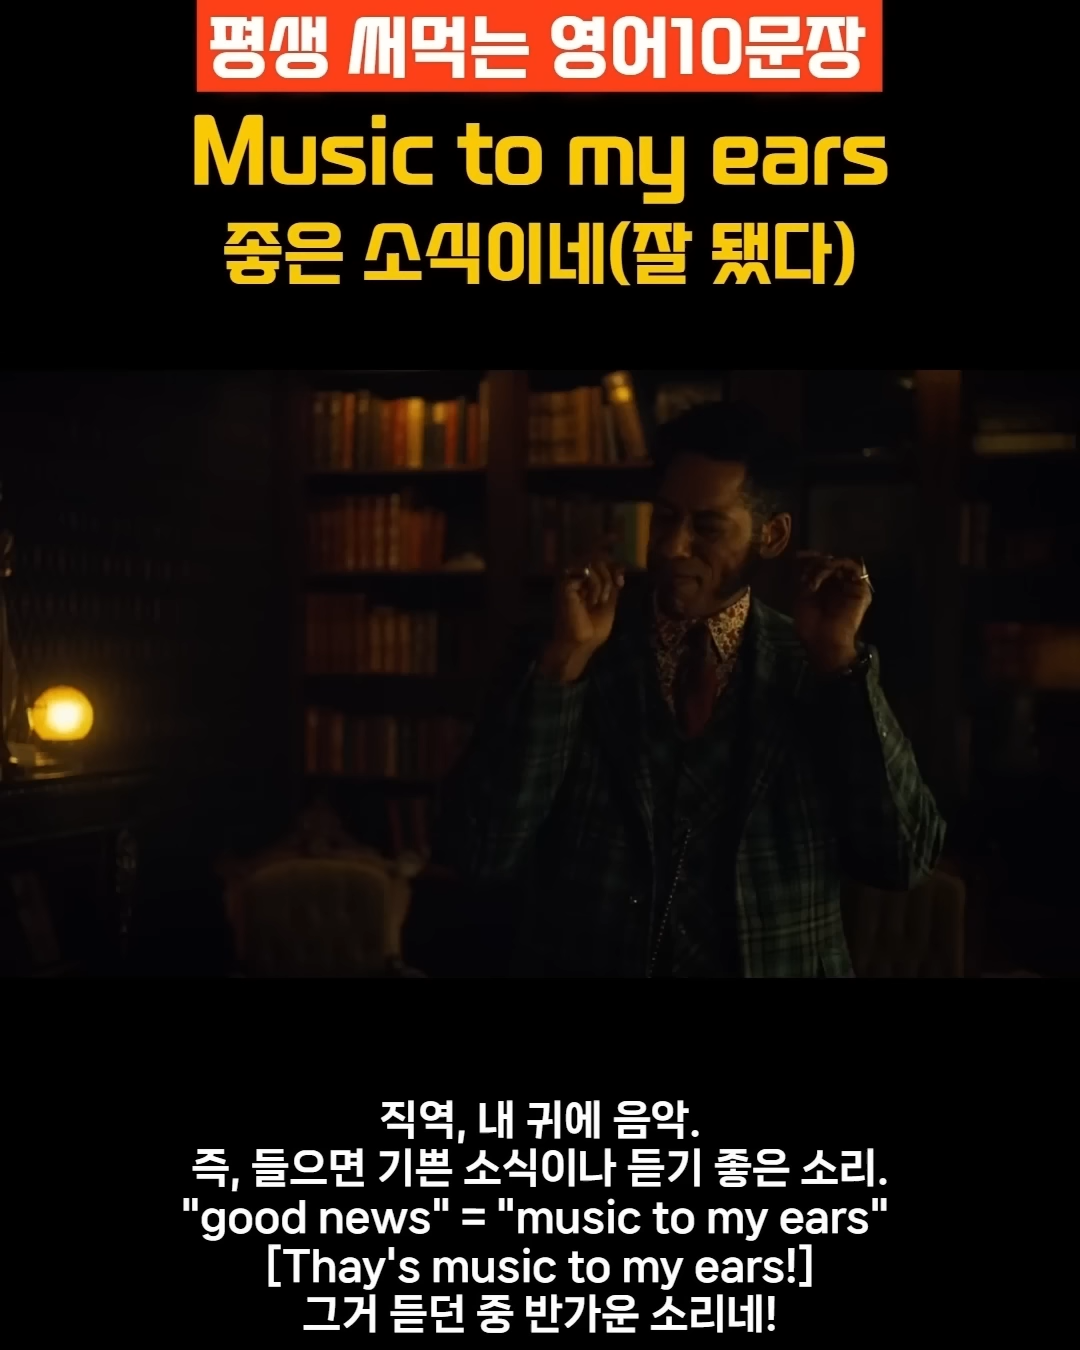 평생 써먹는 영어10문장
Music to my ears
좋은 소식이네(잘 됐다)
직역, 내 귀에 음악.
즉, 들으면 기쁜 소식이나 듣기 좋은 소리.
"good news" = "music to my ears"
[Thay's music to my ears!]
그거 듣던 중 반가운 소리네!